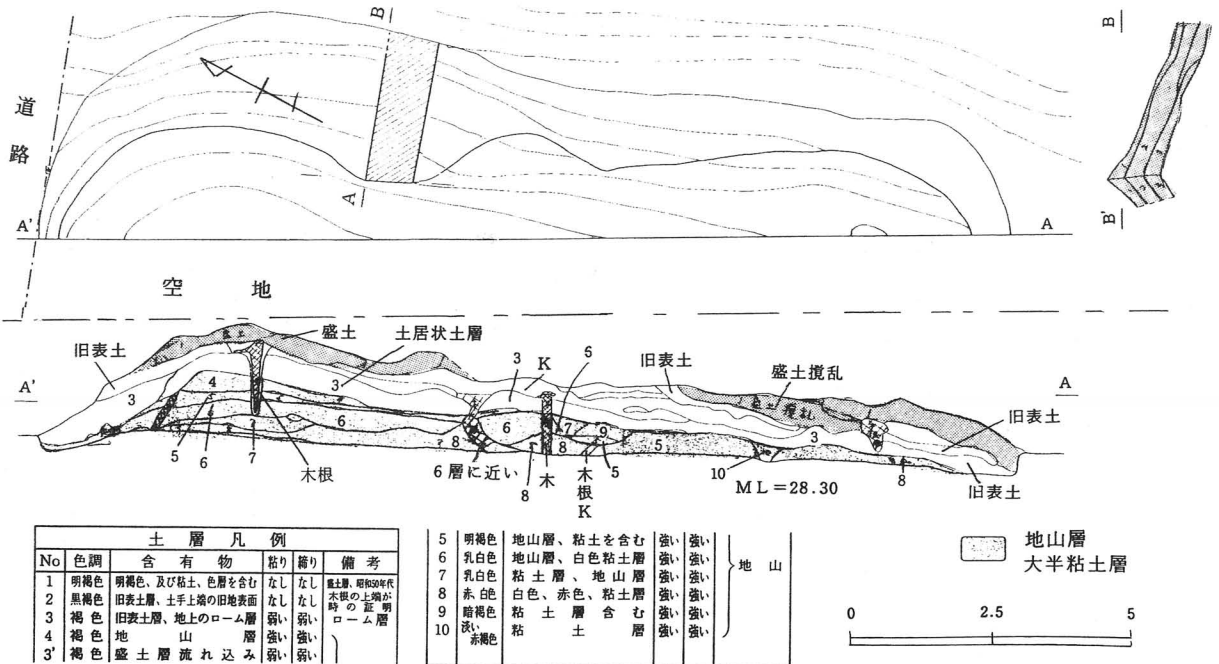 道
路
B
B
A
A'
A
B
B'
空 地
盛土
土居状土層
旧表土
3
K
5
旧表土
盛土攪乱
A'
A
4
3
3
6
6
7
9
8
8
5
3
旧表土
5
6
7
木根
6層に近い
8
木
木根
K
5
10
ML=28.30
8
旧表土
土層凡例
No 色調 含有物 粘り 締り 備考
1 明褐色 明褐色、及び粘土、色層を含む なし なし 盛土層、昭和50年代
2 黒褐色 旧表土層、土手上端の旧地表面 なし なし 木根の上端が時の証明
3 褐色 旧表土層、地上のローム層 弱い 弱い ローム層
4 褐色 地山層 強い 強い
3' 褐色 盛土層流れ込み 弱い 弱い
5 明褐色 地山層、粘土を含む 強い 強い
6 乳白色 地山層、白色粘土層 強い 強い
7 乳白色 粘土層、地山層 強い 強い
8 赤,白色 白色、赤色、粘土層 強い 強い
9 暗褐色 粘土層含む 強い 強い
10 淡い赤褐色 粘土層 強い 強い
地山
地山層
大半粘土層
0 2.5 5